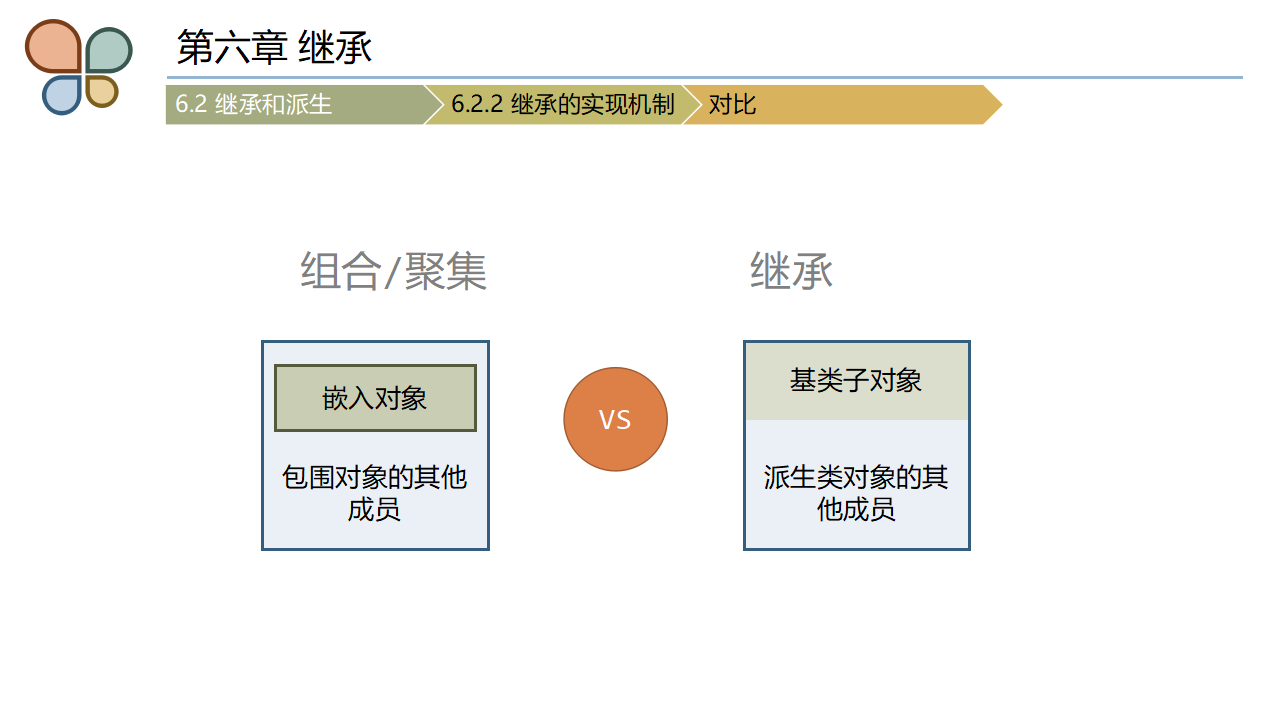 第六章 继承
6.2 继承和派生
6.2.2 继承的实现机制
对比
组合/聚集
继承
嵌入对象
包围对象的其他
成员
VS
基类子对象
派生类对象的其
他成员